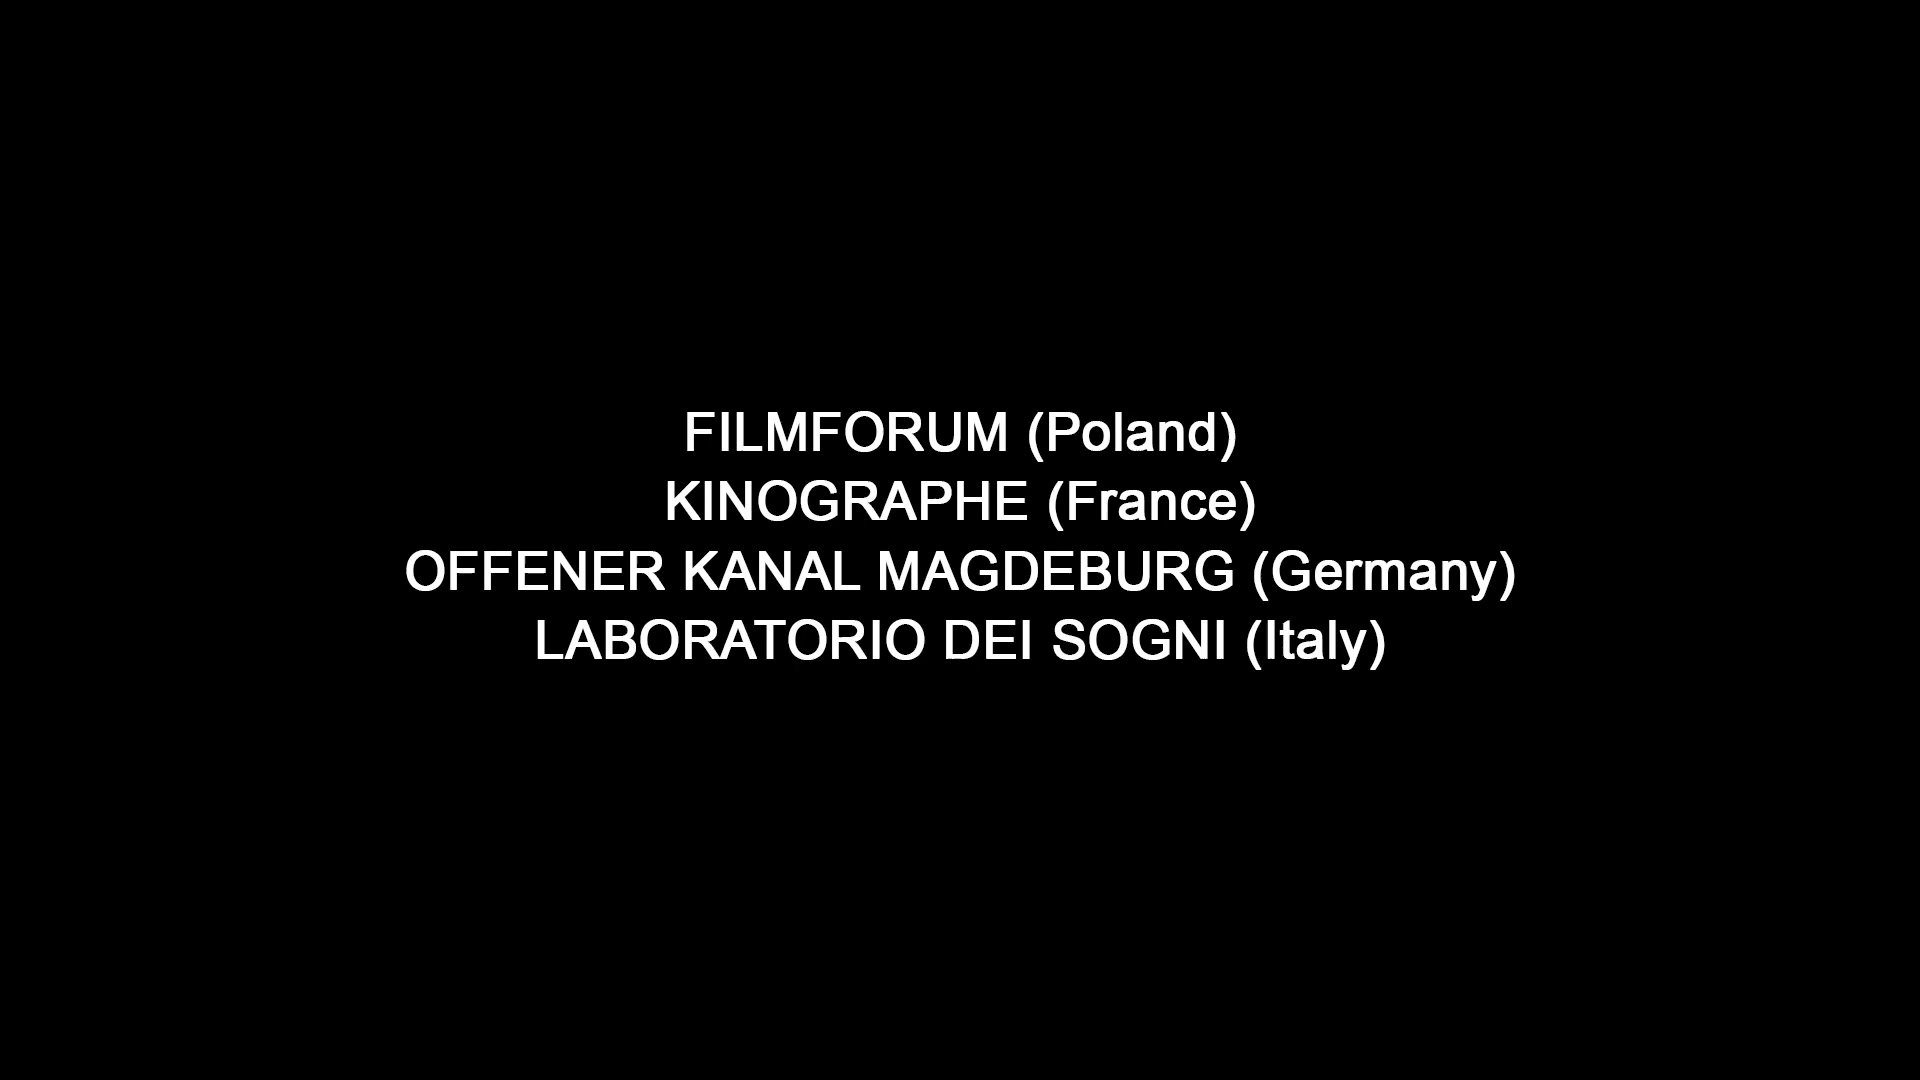 FILMFORUM (Poland)
KINOGRAPHE (France)
OFFENER KANAL MAGDEBURG (Germany)
LABORATORIO DEI SOGNI (Italy)